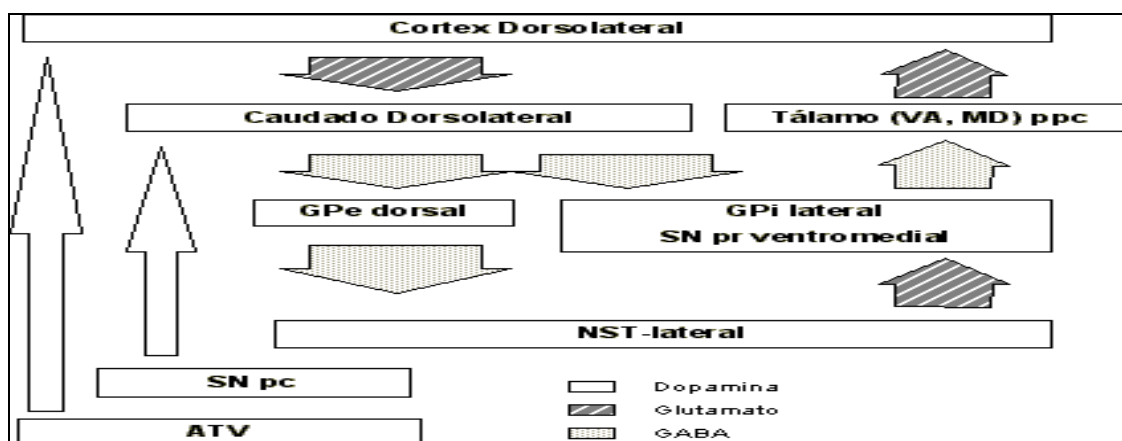 Cortex Dorsolateral
Caudado Dorsolateral
Tálamo (VA, MD) ppc
GPe dorsal
GPi lateral
SN pr ventromedial
NST-lateral
SN pc
ATV
Dopamina
Glutamato
GABA